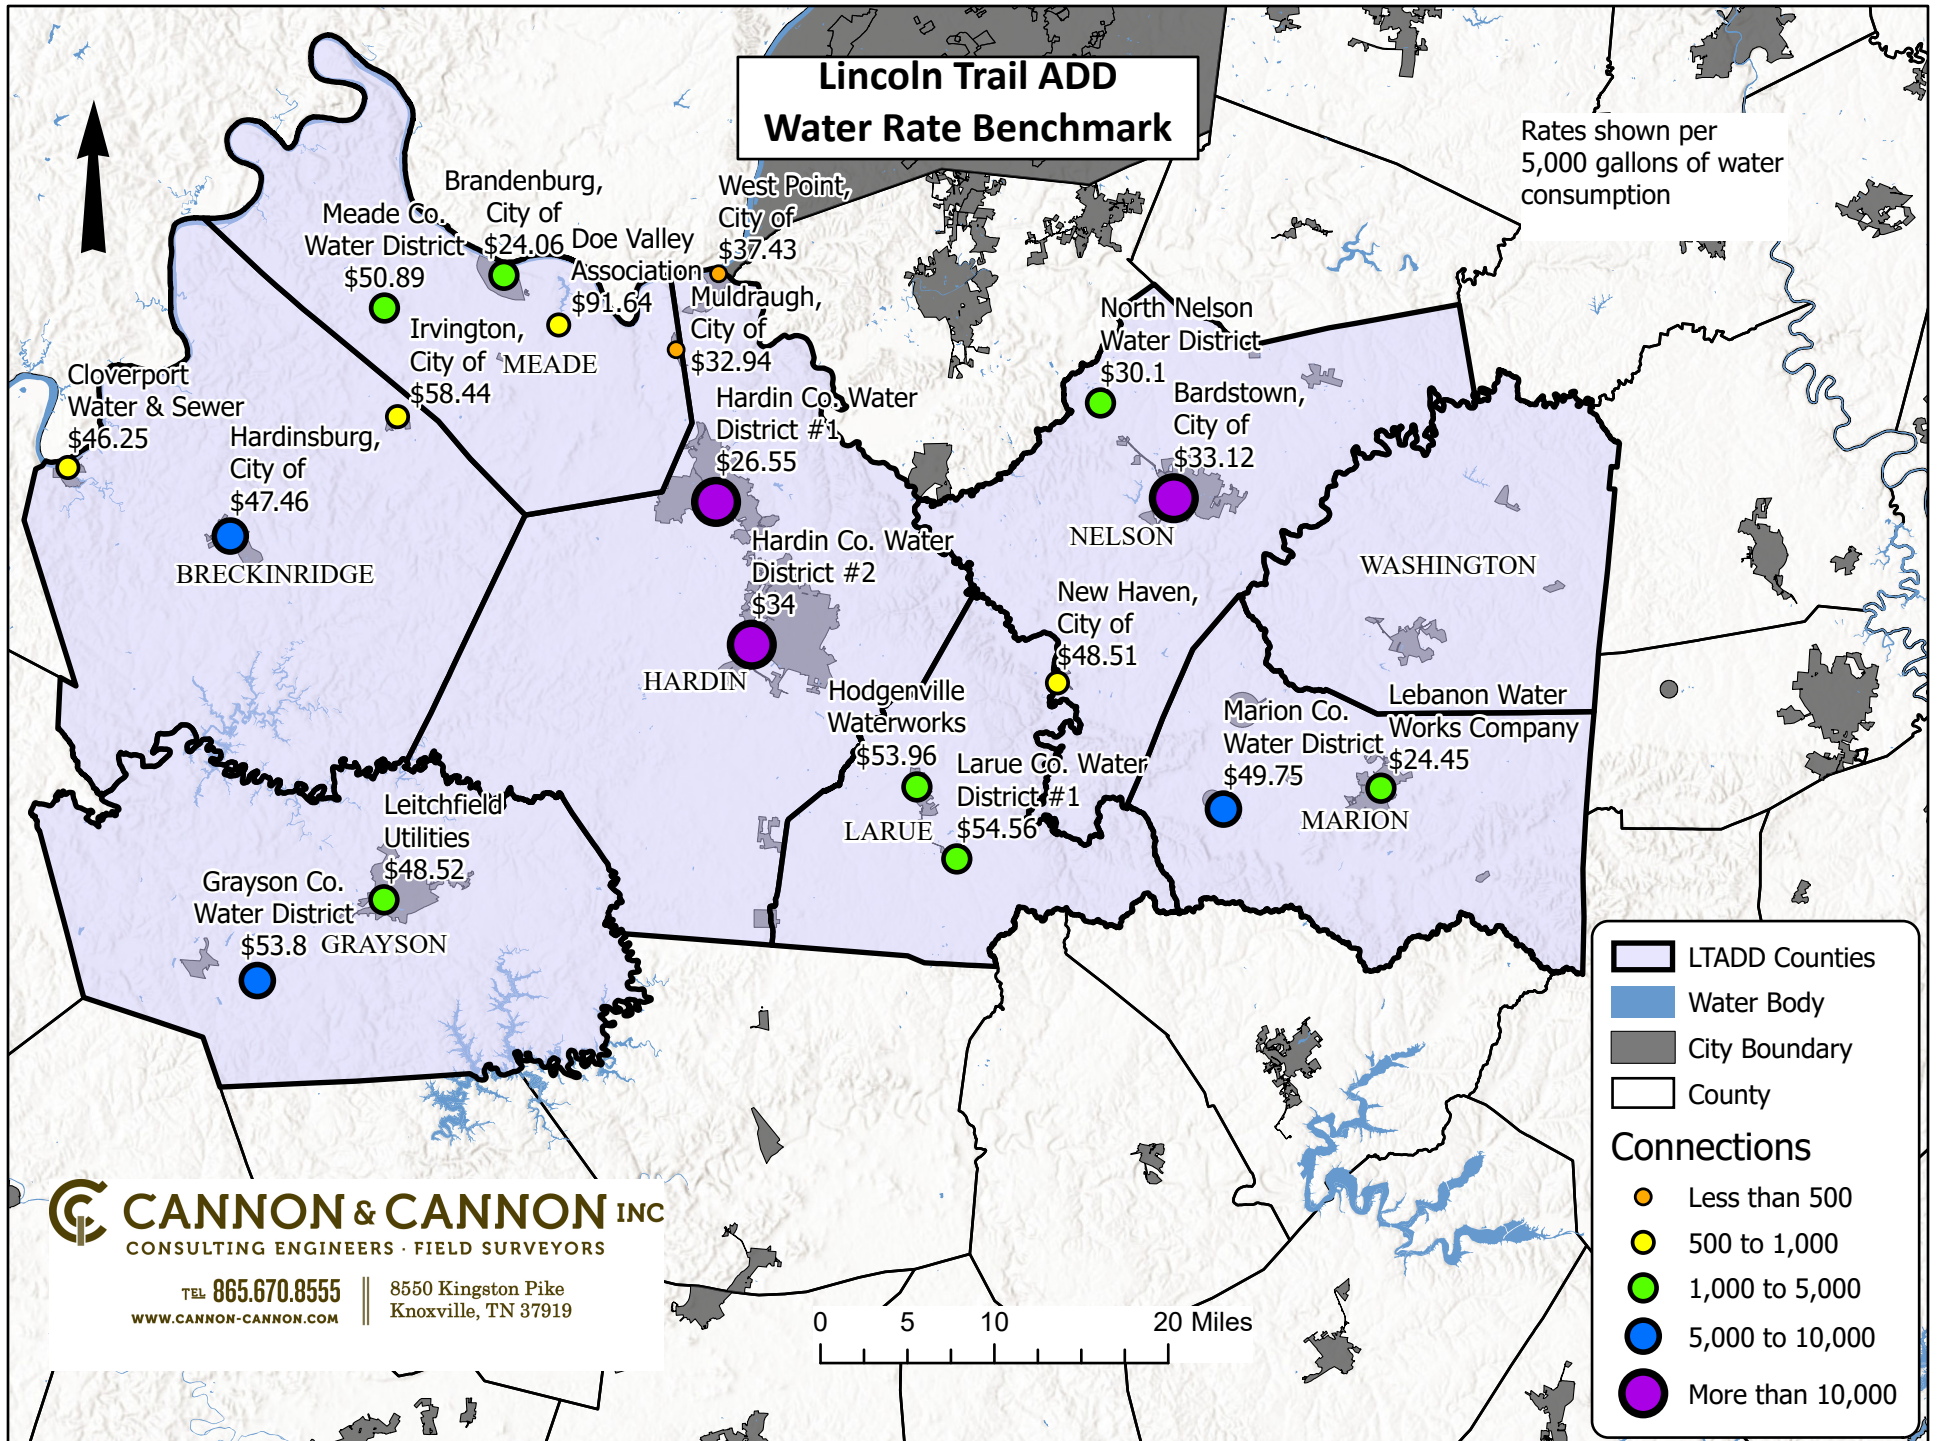 Lincoln Trail ADD
Water Rate Benchmark
Rates shown per
5,000 gallons of water
consumption
Brandenburg,
City of
$24.06
West Point,
City of
$37.43
Meade Co.
Water District
$50.89
Doe Valley
Association
$91.64
Muldraugh,
City of
$32.94
Irvington,
City of
$58.44
MEADE
North Nelson
Water District
$30.1
Cloverport
Water & Sewer
$46.25
Hardin Co. Water
District #1
$26.55
Bardstown,
City of
$33.12
Hardinsburg,
City of
$47.46
BRECKINRIDGE
Hardin Co. Water
District #2
$34
NELSON
WASHINGTON
New Haven,
City of
$48.51
HARDIN
Hodgenville
Waterworks
$53.96
Marion Co.
Water District
$49.75
Lebanon Water
Works Company
$24.45
Larue Co. Water
District #1
$54.56
LARUE
MARION
Leitchfield
Utilities
$48.52
Grayson Co.
Water District
$53.8
GRAYSON
LTADD Counties
Water Body
City Boundary
County
Connections
Less than 500
500 to 1,000
1,000 to 5,000
5,000 to 10,000
More than 10,000
CANNON & CANNON INC
CONSULTING ENGINEERS · FIELD SURVEYORS
TEL 865.670.8555
WWW.CANNON-CANNON.COM
8550 Kingston Pike
Knoxville, TN 37919
0 5 10 20 Miles